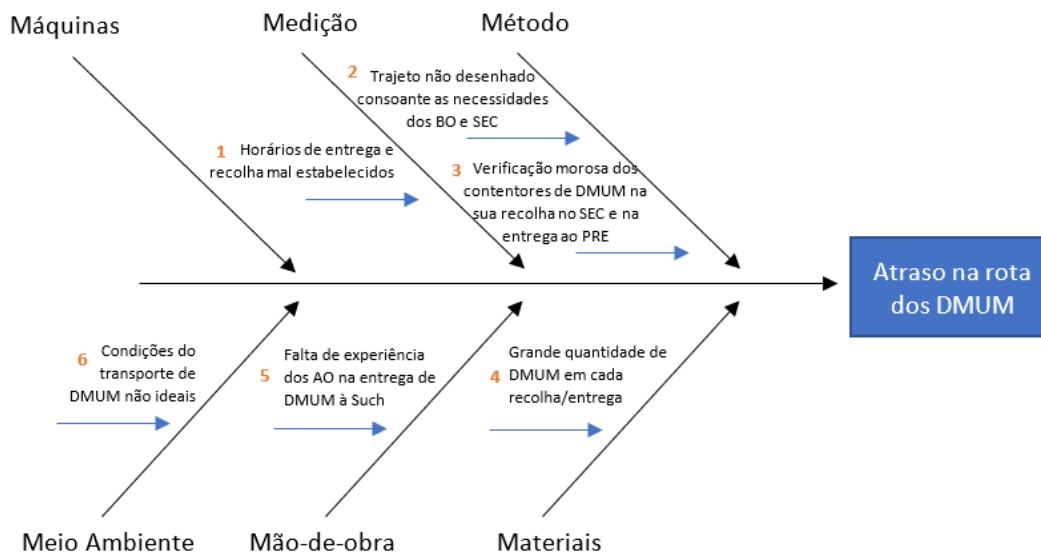 Máquinas
Medição
Método
2 Trajeto não desenhado
consoante as necessidades
dos BO e SEC
1 Horários de entrega e
recolha mal estabelecidos
3 Verificação morosa dos
contentores de DMUM na
sua recolha no SEC e na
entrega ao PRE
Atraso na rota
dos DMUM
6 Condições do
transporte de
DMUM não ideais
Falta de experiência
5 dos AO na entrega de
DMUM à Such
Grande quantidade de
4 DMUM em cada
recolha/entrega
Meio Ambiente
Mão-de-obra
Materiais